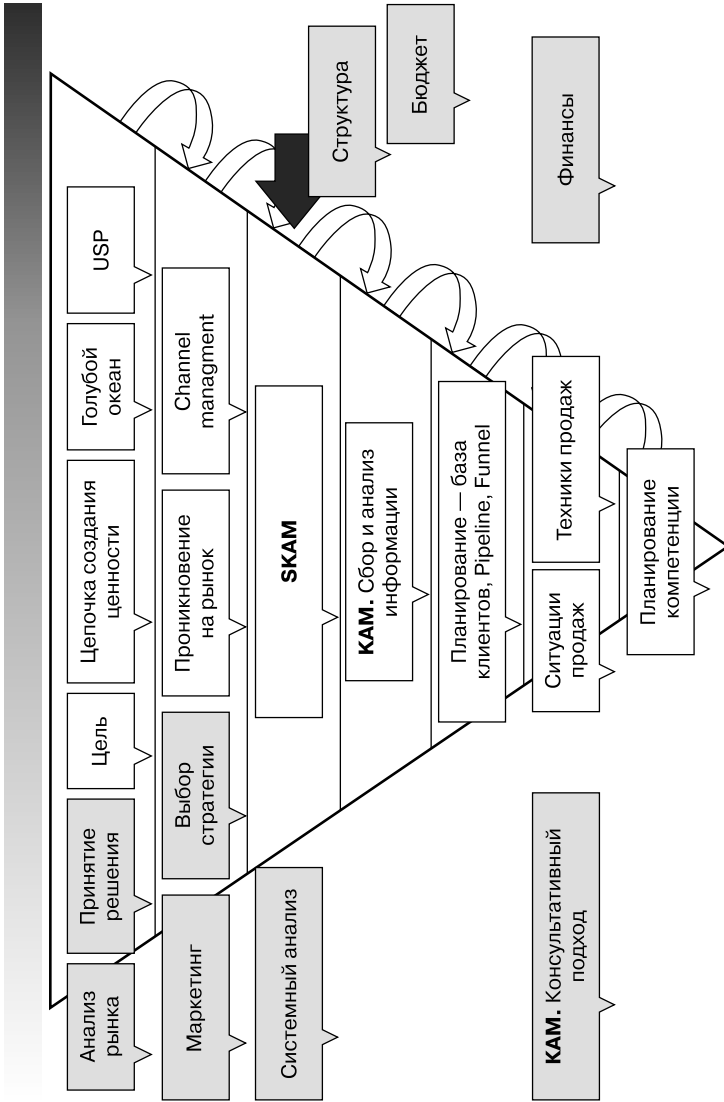 Анализ
рынка
Принятие
решения
Цель
Цепочка создания
ценности
Голубой
океан
USP
Маркетинг
Выбор
стратегии
Проникновение
на рынок
Channel
managment
Системный анализ
SKAM
Структура
КАМ. Сбор и анализ
информации
Бюджет
Планирование — база
клиентов, Pipeline, Funnel
КАМ. Консультативный
подход
Ситуации
продаж
Техники продаж
Финансы
Планирование
компетенции